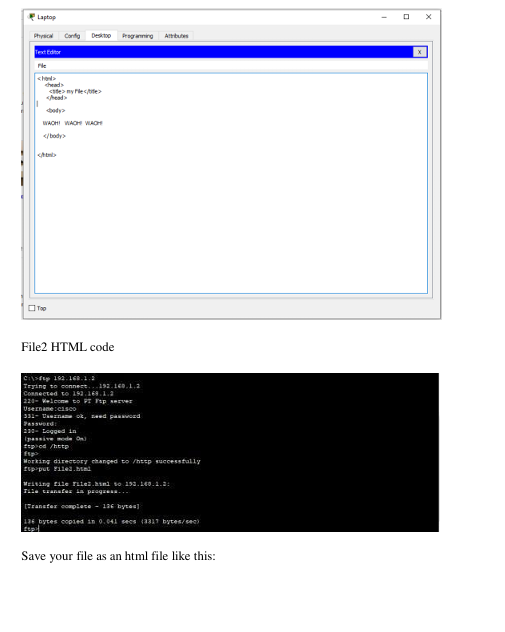 Laptop
Physical Config Desktop Programming Attributes
Text Editor X
File
< html>
<head>
<title> my File</title>
</head>
<body>
WAOH! WAOH! WAOH!
</body>
</html>
Top
File2 HTML code
C:\>ftp 192.168.1.2
Trying to connect...192.168.1.2
Connected to 192.168.1.2
220- Welcome to PT Ftp server
Username:cisco
331- Username ok, need password
Password:
230- Logged in
(passive mode On)
ftp>cd /http
ftp>
Working directory changed to /http successfully
ftp>put File2.html
Writing file File2.html to 192.168.1.2:
File transfer in progress...
[Transfer complete - 136 bytes]
136 bytes copied in 0.041 secs (3317 bytes/sec)
ftp>
Save your file as an html file like this: